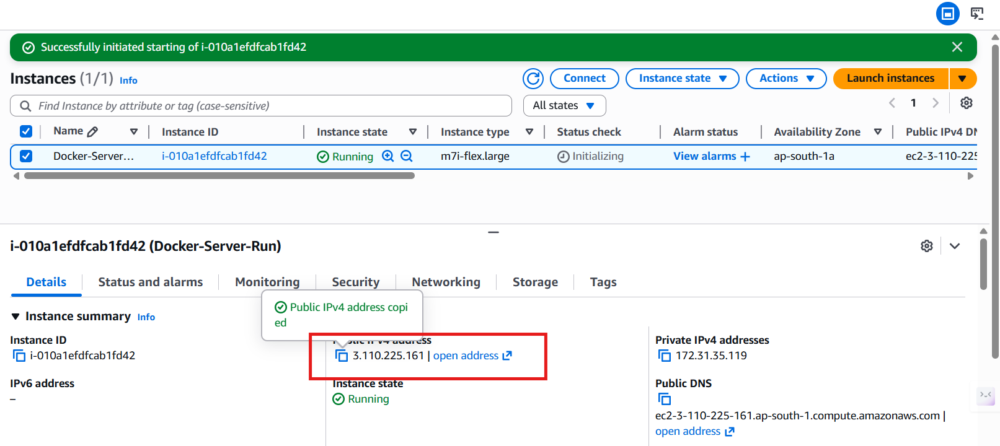 Successfully initiated starting of i-010a1efdfcab1fd42
Instances (1/1) Info
Connect
Instance state
Actions
Launch instances
Find Instance by attribute or tag (case-sensitive)
All states
1
Name
Instance ID
Instance state
Instance type
Status check
Alarm status
Availability Zone
Public IPv4 DN
Docker-Server...
i-010a1efdfcab1fd42
Running
m7i-flex.large
Initializing
View alarms +
ap-south-1a
ec2-3-110-225
i-010a1efdfcab1fd42 (Docker-Server-Run)
Details
Status and alarms
Monitoring
Security
Networking
Storage
Tags
Public IPv4 address copi
ed
Instance summary Info
Instance ID
i-010a1efdfcab1fd42
Public IPv4 address
3.110.225.161 | open address
Private IPv4 addresses
172.31.35.119
IPv6 address
–
Instance state
Running
Public DNS
ec2-3-110-225-161.ap-south-1.compute.amazonaws.com |
open address